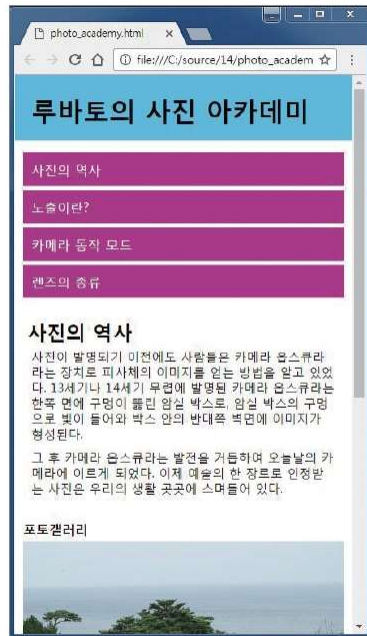 photo_academy.html
file:///C:/source/14/photo_academ
루바토의 사진 아카데미
사진의 역사
노출이란?
카메라 동작 모드
렌즈의 종류
사진의 역사
사진이 발명되기 이전에도 사람들은 카메라 옵스큐라
라는 장치로 피사체의 이미지를 얻는 방법을 알고 있었
다. 13세기나 14세기 무렵에 발명된 카메라 옵스큐라는
한쪽 면에 구멍이 뚫린 암실 박스로, 암실 박스의 구멍
으로 빛이 들어와 박스 안의 반대쪽 벽면에 이미지가
형성된다.
그 후 카메라 옵스큐라는 발전을 거듭하여 오늘날의 카
메라에 이르게 되었다. 이제 예술의 한 장르로 인정받
는 사진은 우리의 생활 곳곳에 스며들어 있다.
포토갤러리